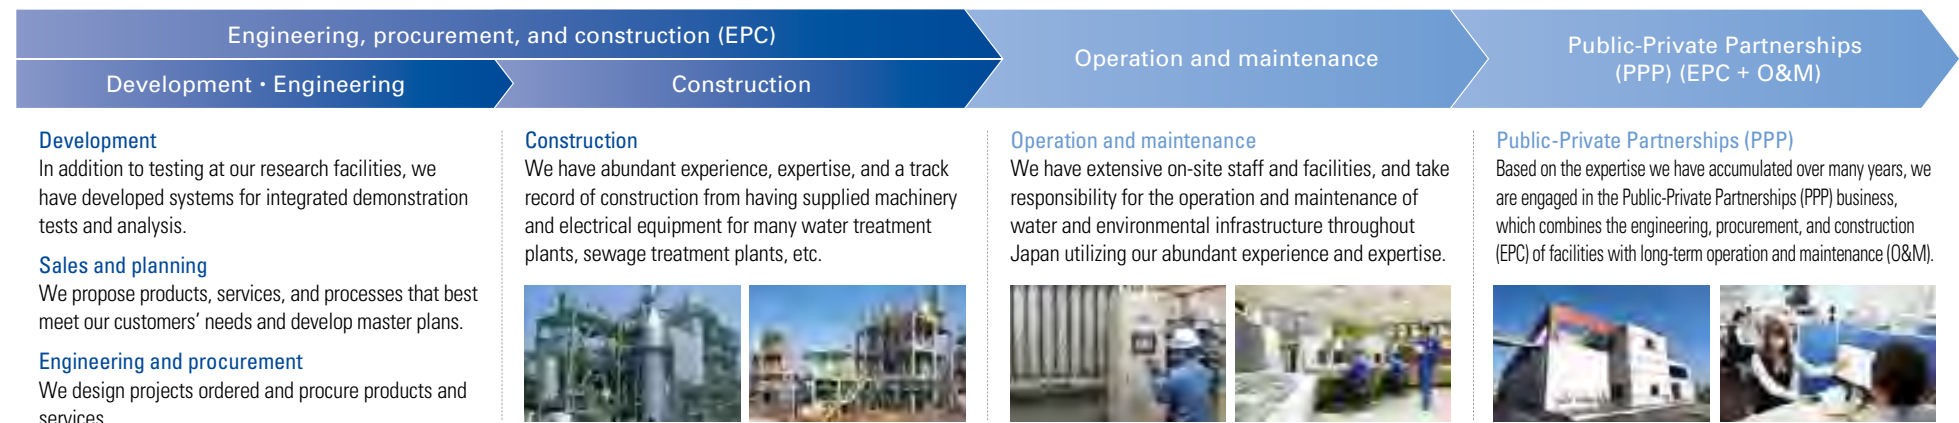 Engineering, procurement, and construction (EPC)
Development・Engineering
Construction
Operation and maintenance
Public-Private Partnerships
(PPP) (EPC + O&M)
Development
In addition to testing at our research facilities, we
have developed systems for integrated demonstration
tests and analysis.
Sales and planning
We propose products, services, and processes that best
meet our customers’ needs and develop master plans.
Engineering and procurement
We design projects ordered and procure products and
services
Construction
We have abundant experience, expertise, and a track
record of construction from having supplied machinery
and electrical equipment for many water treatment
plants, sewage treatment plants, etc.
Operation and maintenance
We have extensive on-site staff and facilities, and take
responsibility for the operation and maintenance of
water and environmental infrastructure throughout
Japan utilizing our abundant experience and expertise.
Public-Private Partnerships (PPP)
Based on the expertise we have accumulated over many years, we
are engaged in the Public-Private Partnerships (PPP) business,
which combines the engineering, procurement, and construction
(EPC) of facilities with long-term operation and maintenance (O&M).